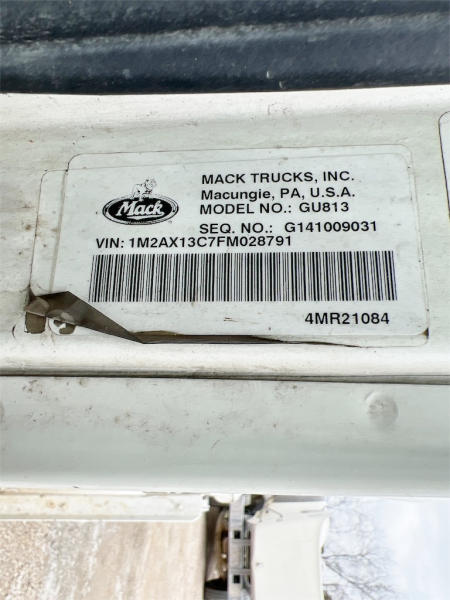 MACK TRUCKS, INC.
Macungie, PA, U.S.A.
MODEL NO.: GU813
SEQ. NO.: G141009031
Mack
VIN: 1M2AX13C7FM028791
4MR21084